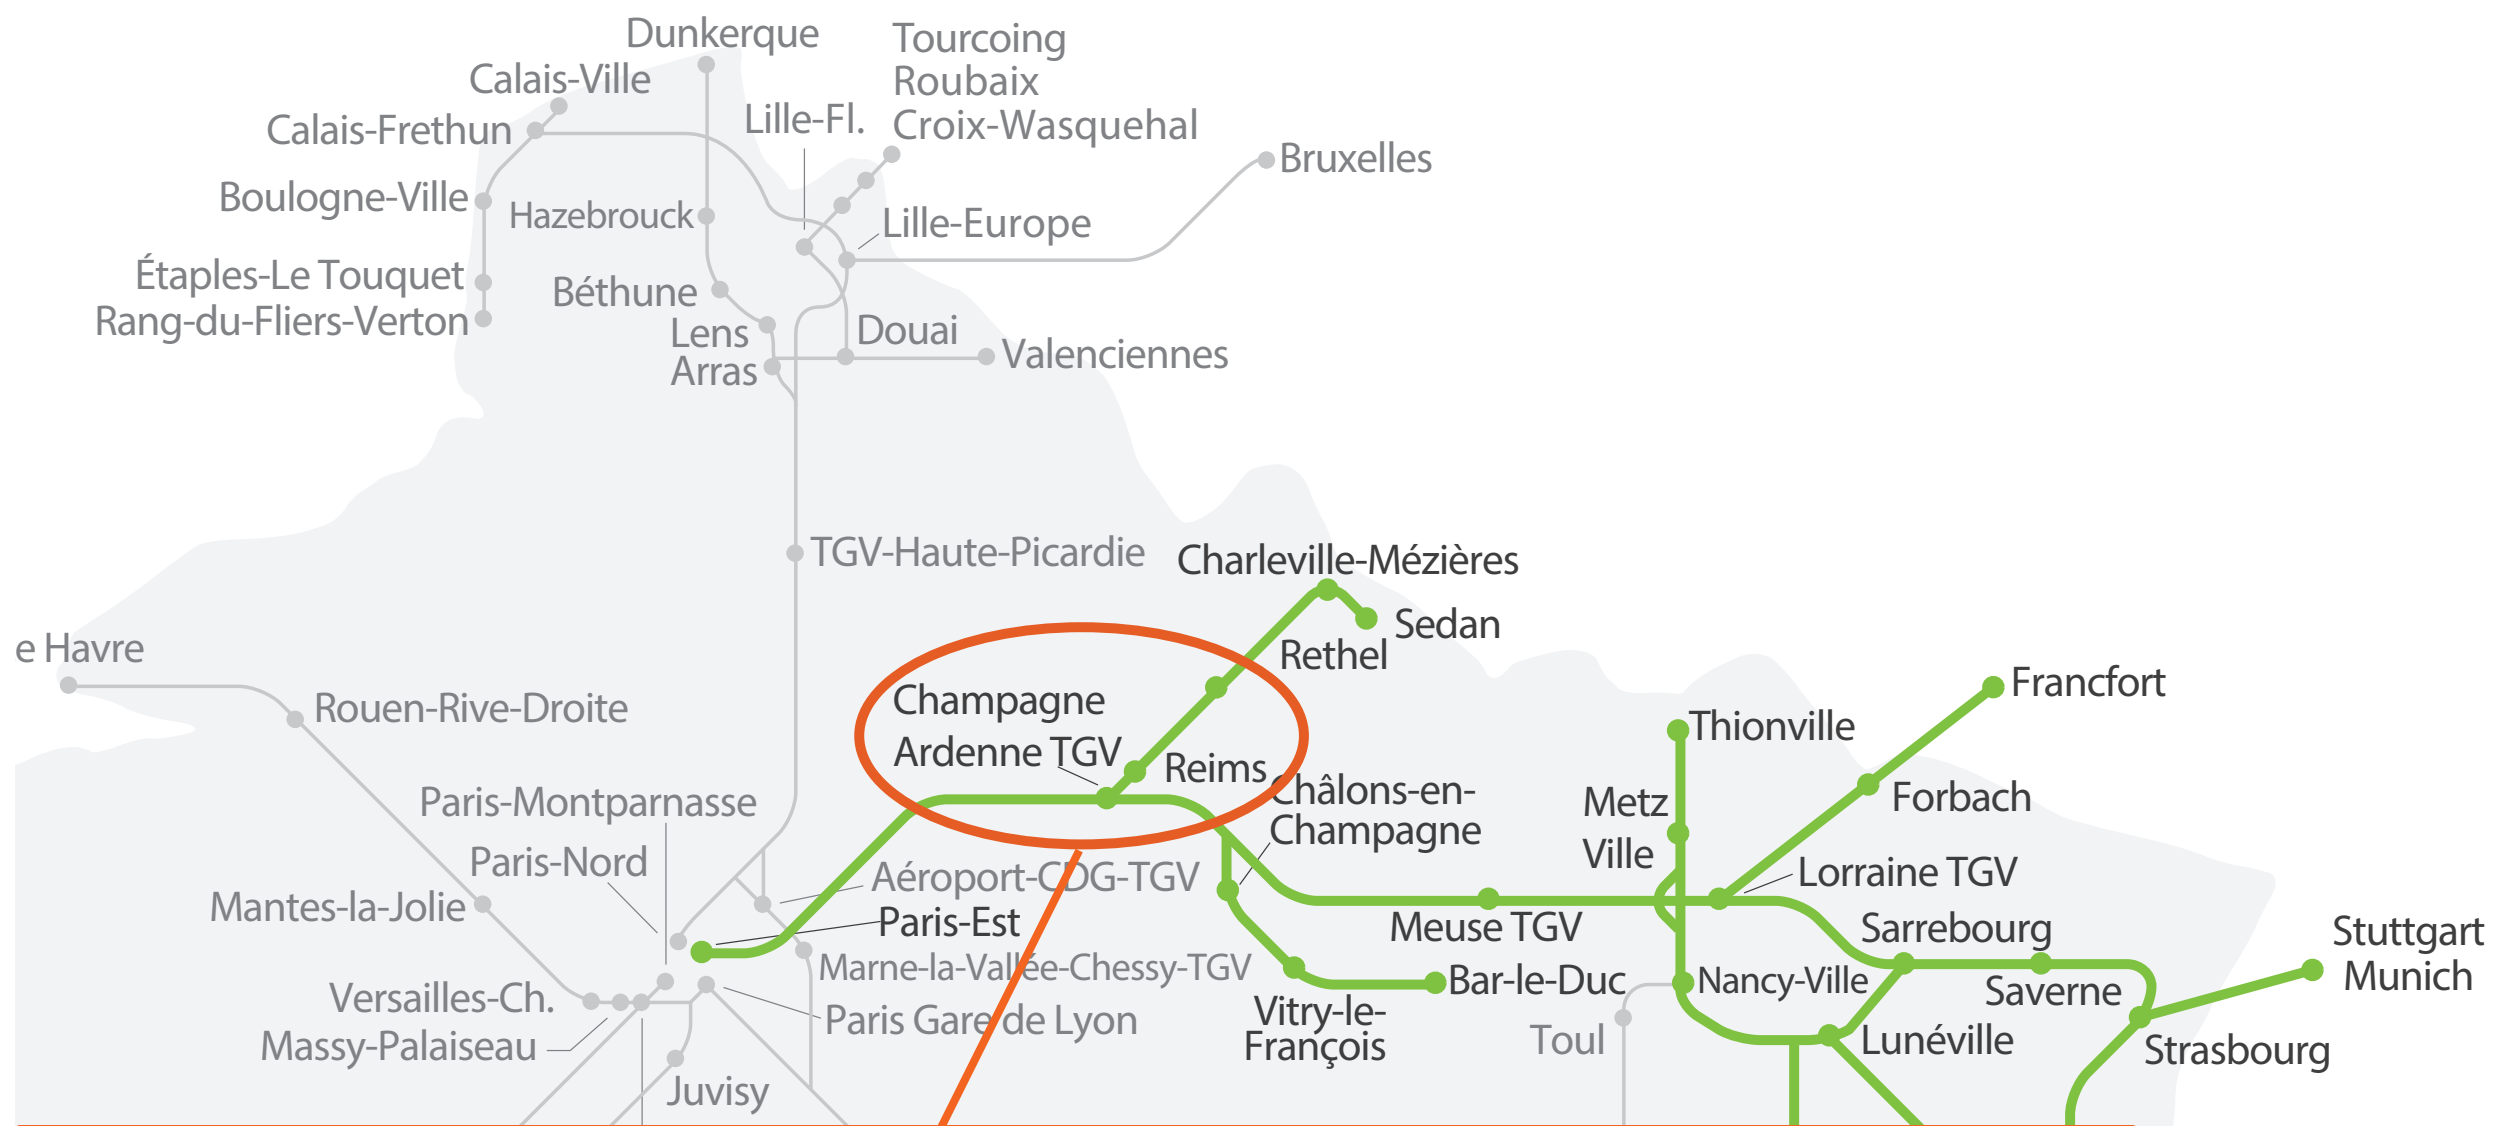 Dunkerque
Tourcoing
Roubaix
Croix-Wasquehal
Calais-Ville
Lille-Fl.
Calais-Frethun
Bruxelles
Boulogne-Ville
Hazebrouck
Lille-Europe
Étaples-Le Touquet
Béthune
Rang-du-Fliers-Verton
Lens
Douai
Arras
Valenciennes
TGV-Haute-Picardie
Charleville-Mézières
Sedan
Rethel
e Havre
Rouen-Rive-Droite
Champagne
Ardenne TGV
Reims
Francfort
Thionville
Châlons-en-
Champagne
Metz
Ville
Forbach
Paris-Montparnasse
Paris-Nord
Aéroport-CDG-TGV
Lorraine TGV
Mantes-la-Jolie
Paris-Est
Meuse TGV
Sarrebourg
Stuttgart
Munich
Marne-la-Vallée-Chessy-TGV
Bar-le-Duc
Nancy-Ville
Saverne
Versailles-Ch.
Paris Gare de Lyon
Vitry-le-
François
Massy-Palaiseau
Toul
Lunéville
Strasbourg
Juvisy